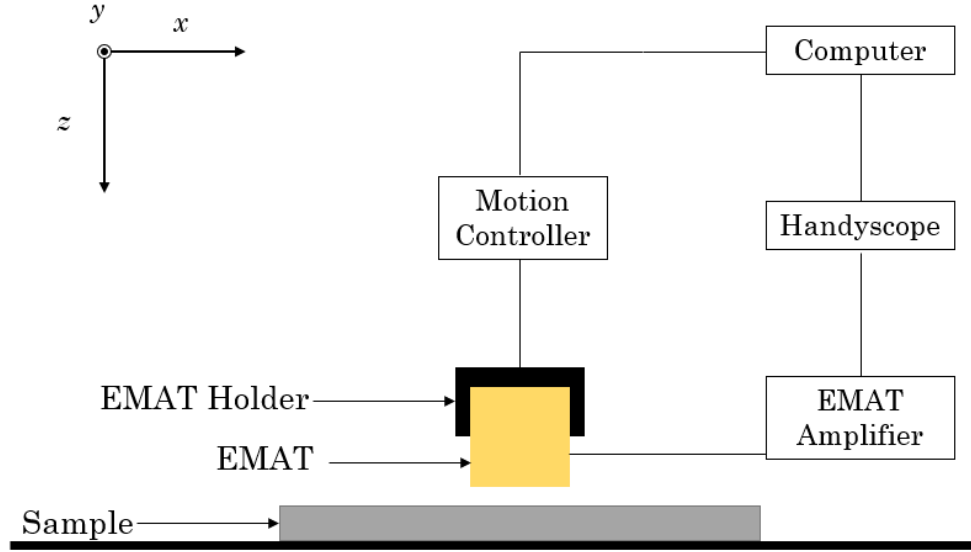 y
x
z
Computer
Motion
Controller
Handyscope
EMAT Holder
EMAT
Amplifier
EMAT
Sample